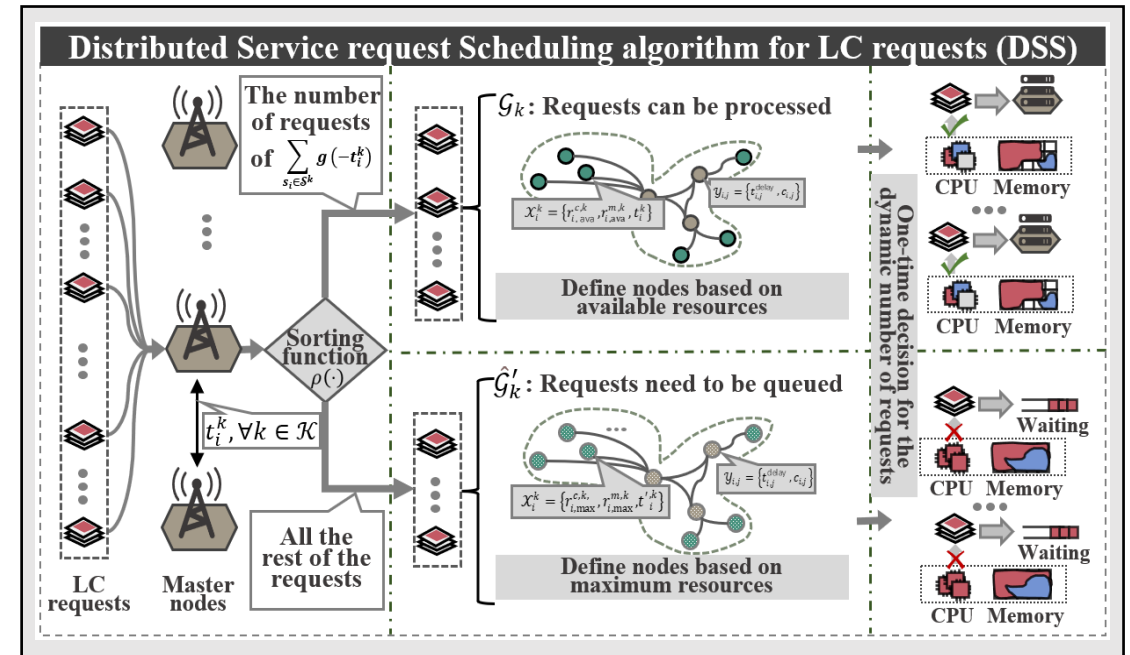 Distributed Service request Scheduling algorithm for LC requests (DSS)
The number
of requests
of ∑_{s_i∈𝒮^k} g(−t_i^k)
LC
requests
Master
nodes
t_i^k, ∀k ∈ 𝒦
Sorting
function
ρ(·)
All the
rest of the
requests
𝒢_k: Requests can be processed
𝒳_i^k = {r_{i,ava}^{c,k}, r_{i,ava}^{m,k}, t_i^k}
𝒴_{i,j} = {t_{i,j}^{delay}, c_{i,j}}
Define nodes based on
available resources
𝒢̂_k′: Requests need to be queued
...
𝒳_i^k = {r_{i,max}^{c,k,}, r_{i,max}^{m,k}, t′_i^{,k}}
𝒴_{i,j} = {t_{i,j}^{delay}, c_{i,j}}
Define nodes based on
maximum resources
One-time decision for the
dynamic number of requests
CPU Memory
CPU Memory
Waiting
CPU Memory
Waiting
CPU Memory